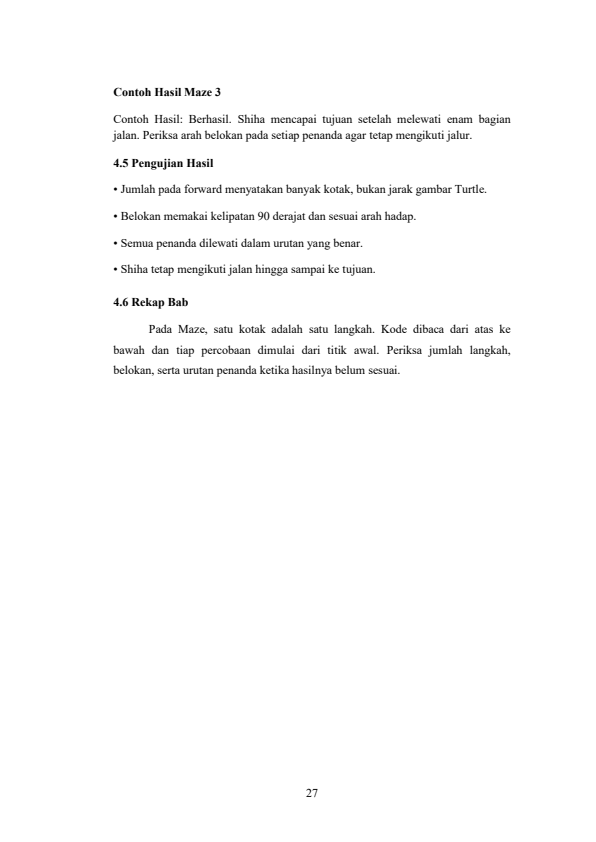 Contoh Hasil Maze 3
Contoh Hasil: Berhasil. Shiha mencapai tujuan setelah melewati enam bagian
jalan. Periksa arah belokan pada setiap penanda agar tetap mengikuti jalur.
4.5 Pengujian Hasil
• Jumlah pada forward menyatakan banyak kotak, bukan jarak gambar Turtle.
• Belokan memakai kelipatan 90 derajat dan sesuai arah hadap.
• Semua penanda dilewati dalam urutan yang benar.
• Shiha tetap mengikuti jalan hingga sampai ke tujuan.
4.6 Rekap Bab
Pada Maze, satu kotak adalah satu langkah. Kode dibaca dari atas ke
bawah dan tiap percobaan dimulai dari titik awal. Periksa jumlah langkah,
belokan, serta urutan penanda ketika hasilnya belum sesuai.
27